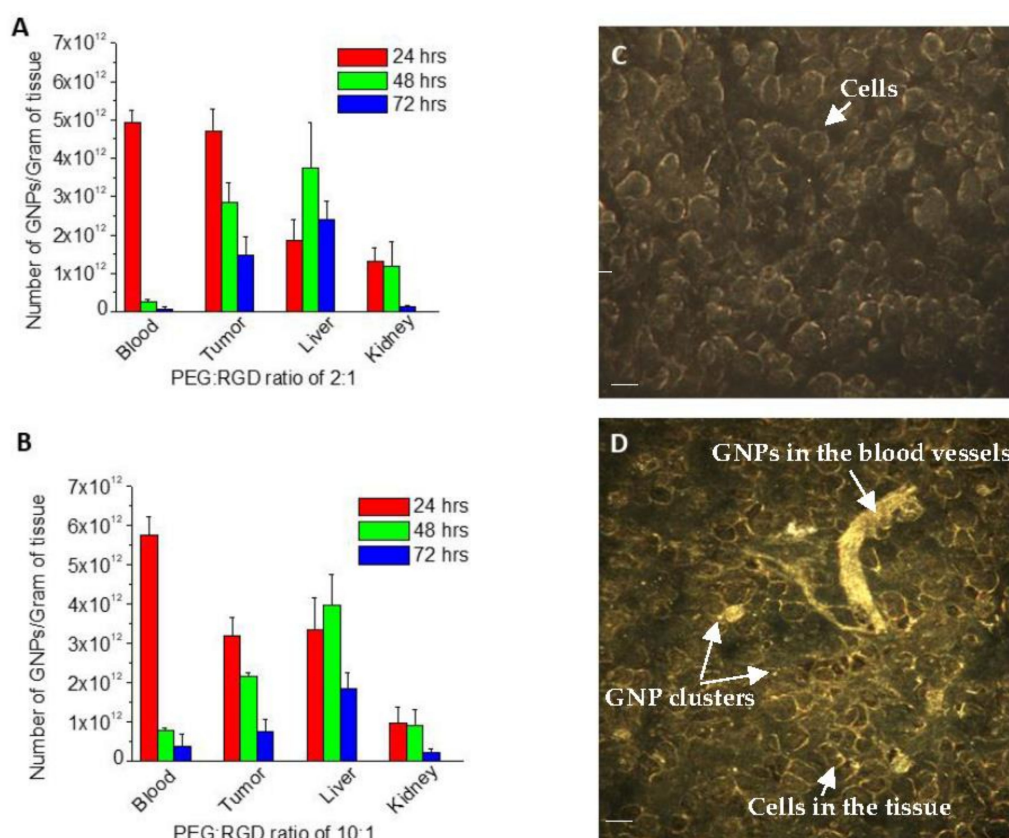 A
Number of GNPs/Gram of tissue
7x10¹²
6x10¹²
5x10¹²
4x10¹²
3x10¹²
2x10¹²
1x10¹²
0
24 hrs
48 hrs
72 hrs
Blood
Tumor
Liver
Kidney
PEG:RGD ratio of 2:1
B
Number of GNPs/Gram of tissue
7x10¹²
6x10¹²
5x10¹²
4x10¹²
3x10¹²
2x10¹²
1x10¹²
0
24 hrs
48 hrs
72 hrs
Blood
Tumor
Liver
Kidney
PEG:RGD ratio of 10:1
C
Cells
D
GNPs in the blood vessels
GNP clusters
Cells in the tissue